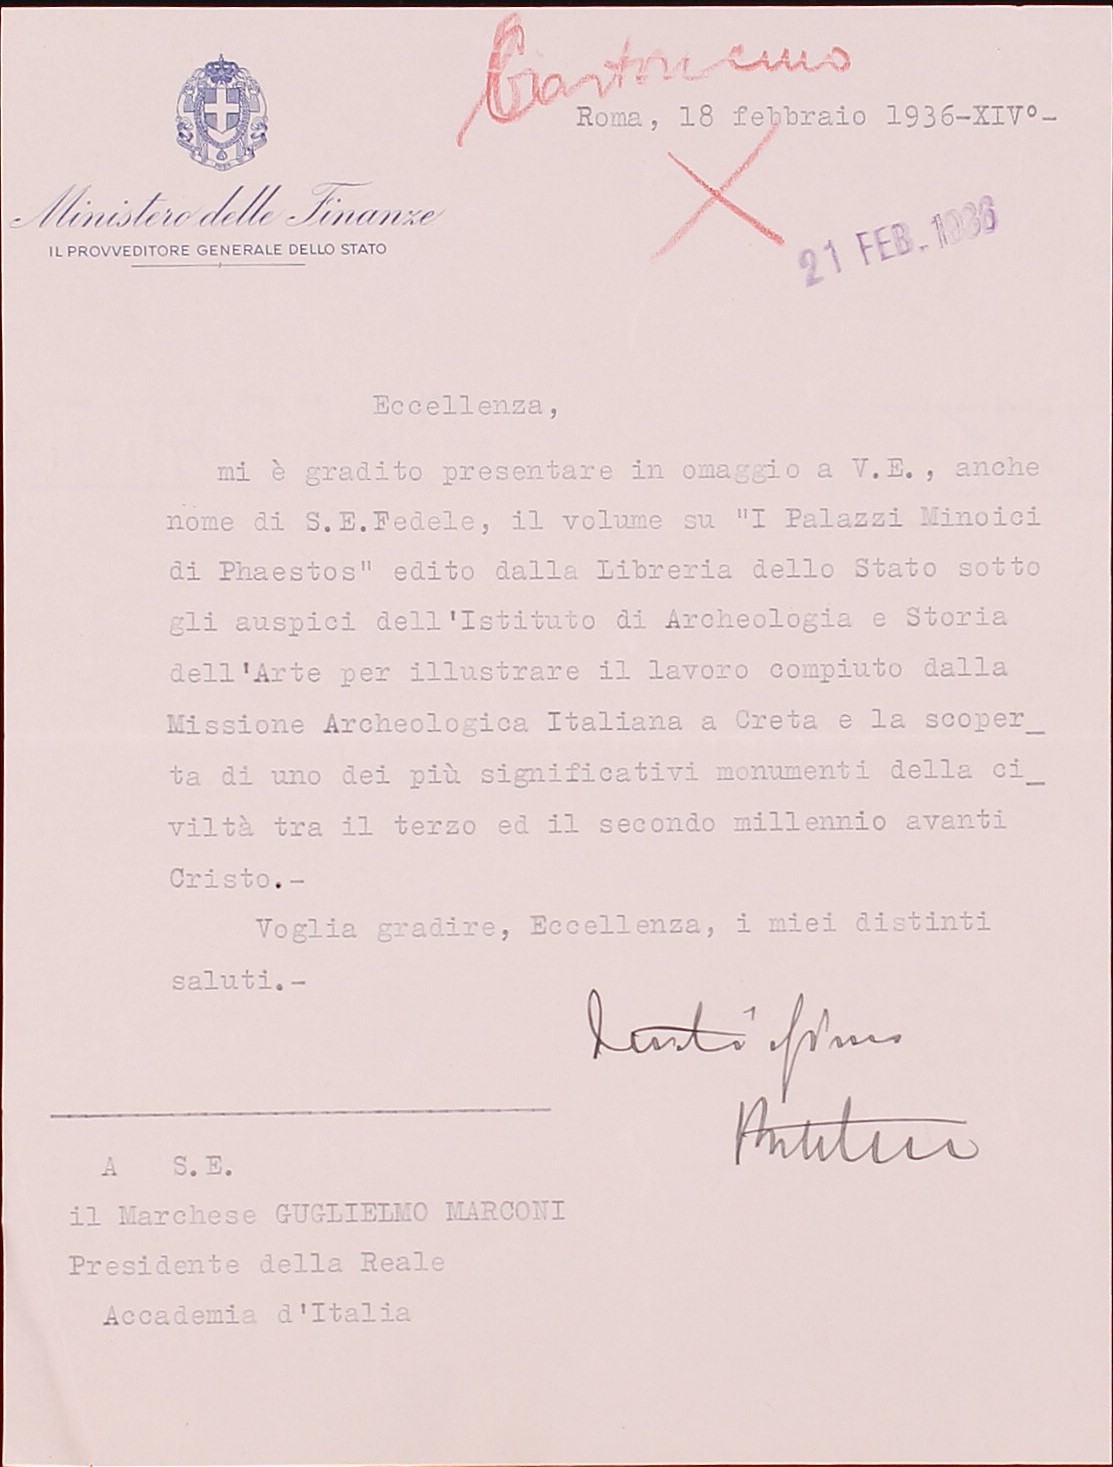 Roma, 18 febbraio 1936-XIVº-
Ministero delle Finanze
IL PROVVEDITORE GENERALE DELLO STATO
21 FEB. 1936
Eccellenza,
mi è gradito presentare in omaggio a V.E., anche
nome di S.E.Fedele, il volume su "I Palazzi Minoici
di Phaestos" edito dalla Libreria dello Stato sotto
gli auspici dell'Istituto di Archeologia e Storia
dell'Arte per illustrare il lavoro compiuto dalla
Missione Archeologica Italiana a Creta e la scoper_
ta di uno dei più significativi monumenti della ci_
viltà tra il terzo ed il secondo millennio avanti
Cristo.-
Voglia gradire, Eccellenza, i miei distinti
saluti.-
A S.E.
il Marchese GUGLIELMO MARCONI
Presidente della Reale
Accademia d'Italia